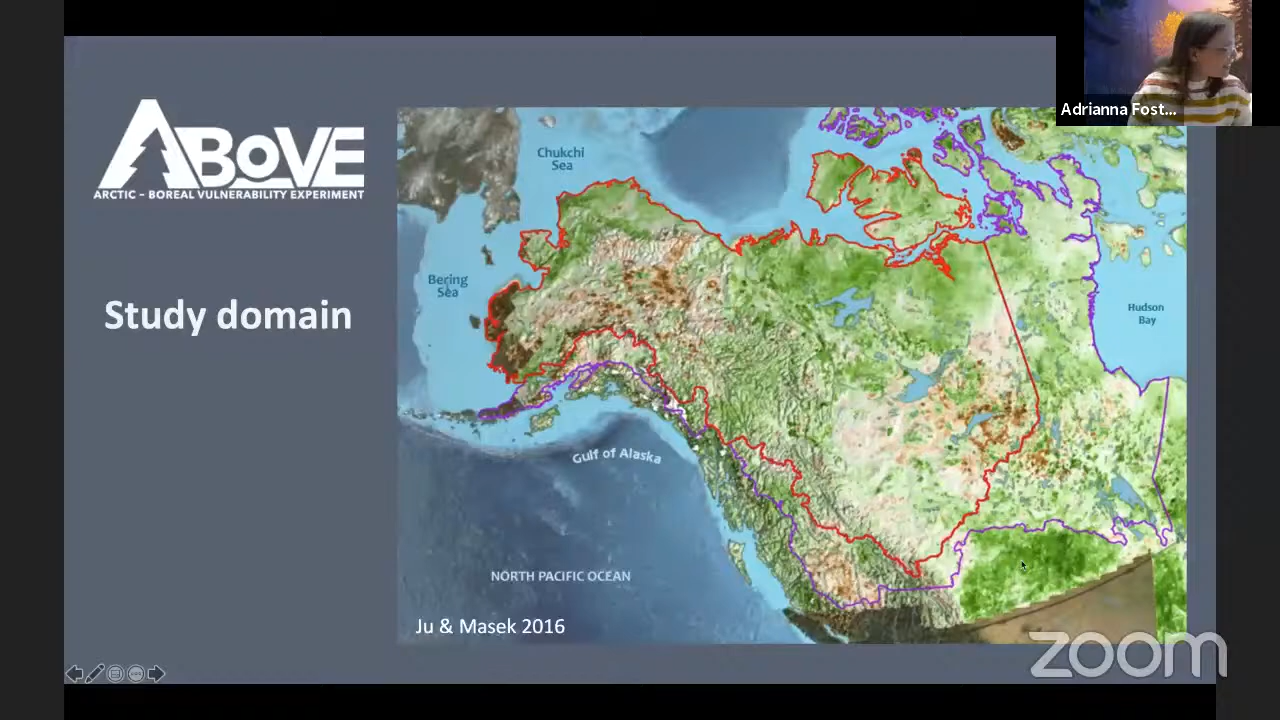 Adrianna Fost...
ABoVE
ARCTIC – BOREAL VULNERABILITY EXPERIMENT
Study domain
Chukchi
Sea
Bering
Sea
Hudson
Bay
Gulf of Alaska
NORTH PACIFIC OCEAN
Ju & Masek 2016
zoom